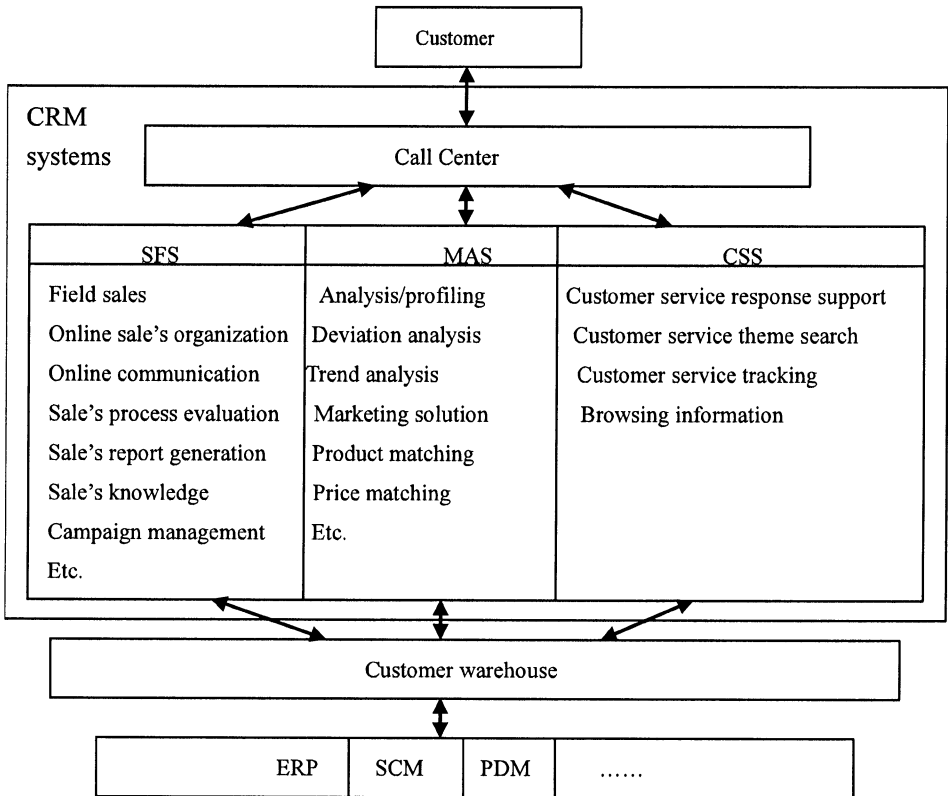 Customer
CRM
systems
Call Center
SFS
Field sales
Online sale's organization
Online communication
Sale's process evaluation
Sale's report generation
Sale's knowledge
Campaign management
Etc.
MAS
Analysis/profiling
Deviation analysis
Trend analysis
Marketing solution
Product matching
Price matching
Etc.
CSS
Customer service response support
Customer service theme search
Customer service tracking
Browsing information
Customer warehouse
ERP
SCM
PDM
......